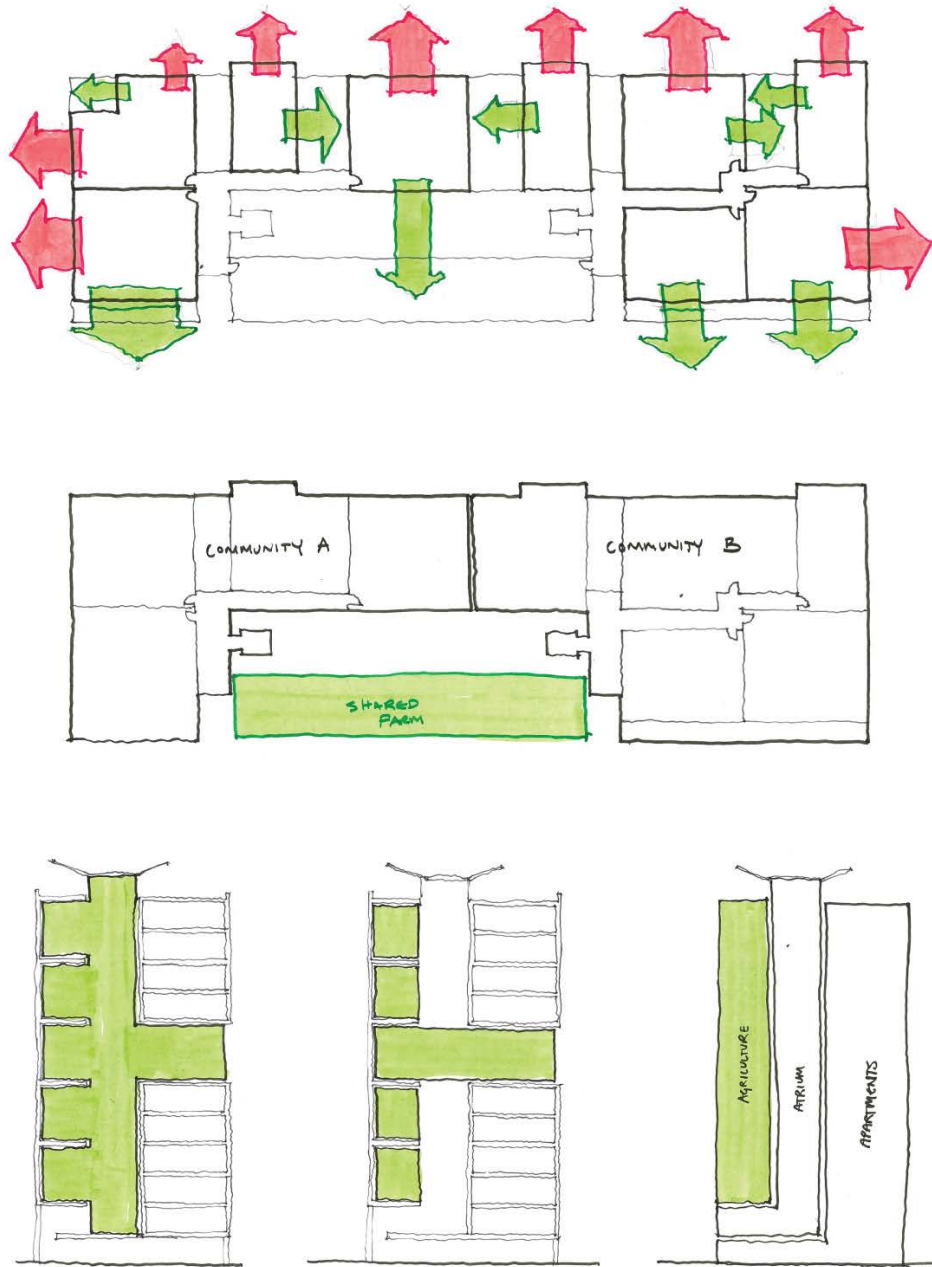 COMMUNITY A
COMMUNITY B
SHARED
FARM
AGRICULTURE
ATRIUM
APARTMENTS